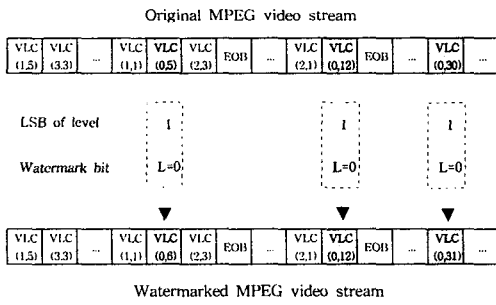 Original MPEG video stream
VLC VLC ... VLC VLC VLC EOB ... VLC VLC EOB ... VLC ...
(1,5) (3,3) (1,1) (0,5) (2,3) (2,1) (0,12) (0,30)
LSB of level 1 1 1
Watermark bit L=0 L=0 L=0
VLC VLC ... VLC VLC VLC EOB ... VLC VLC EOB ... VLC ...
(1,5) (3,3) (1,1) (0,6) (2,3) (2,1) (0,12) (0,31)
Watermarked MPEG video stream